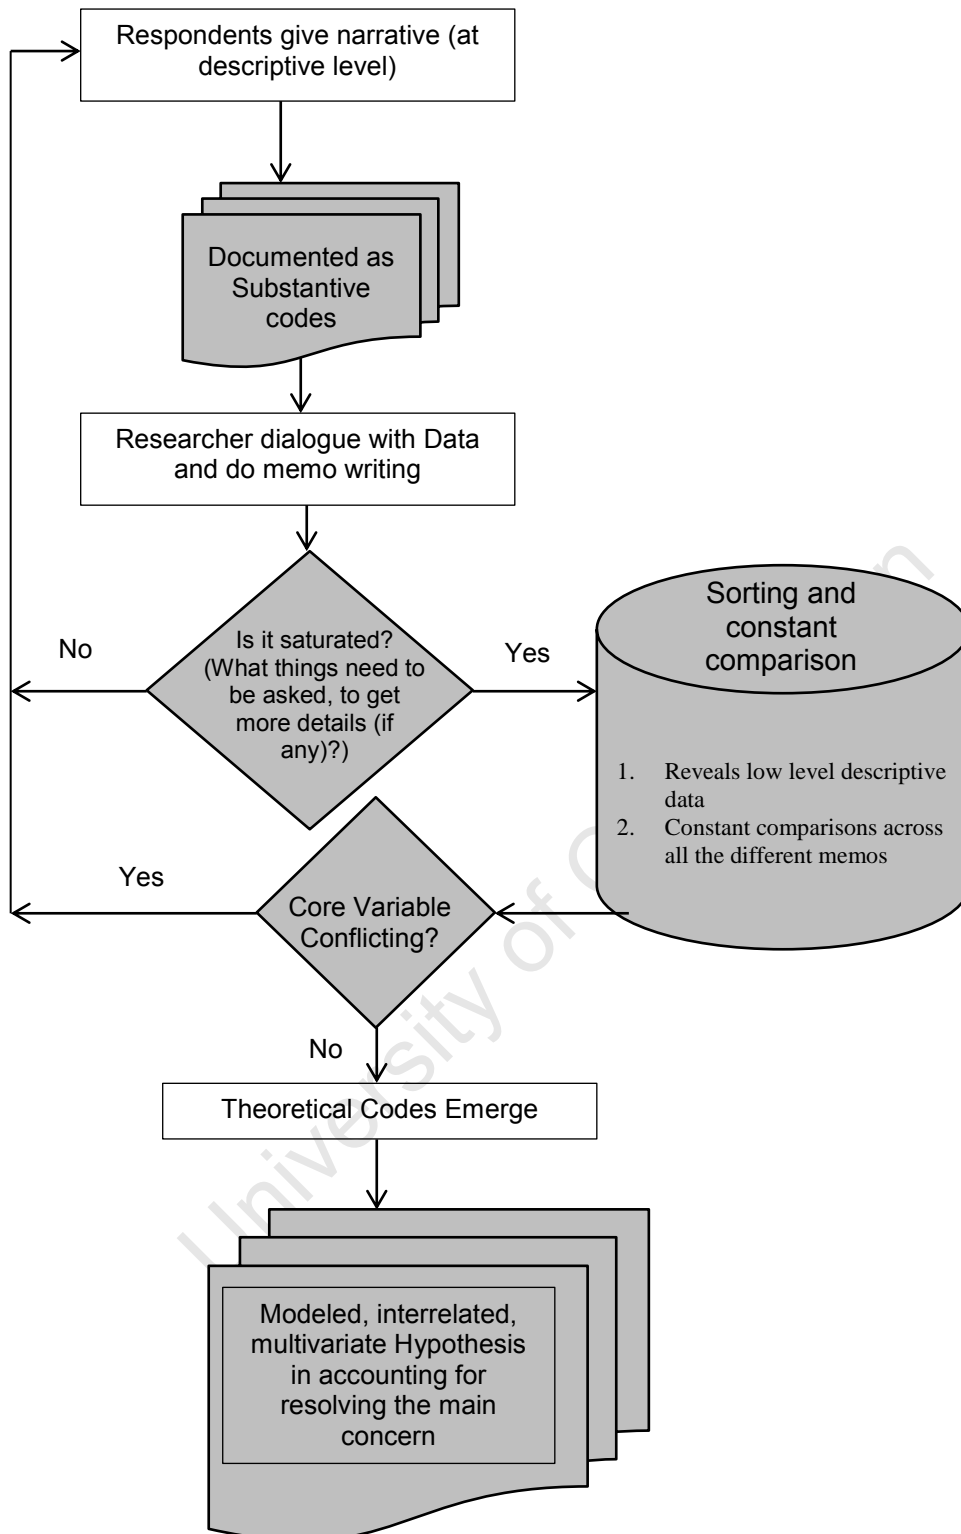 Respondents give narrative (at
descriptive level)
Documented as
Substantive
codes
Researcher dialogue with Data
and do memo writing
Is it saturated?
(What things need to
be asked, to get
more details (if
any)?)
No
Yes
Sorting and
constant
comparison
1. Reveals low level descriptive
data
2. Constant comparisons across
all the different memos
Yes
Core Variable
Conflicting?
No
Theoretical Codes Emerge
Modeled, interrelated,
multivariate Hypothesis
in accounting for
resolving the main
concern
University of C